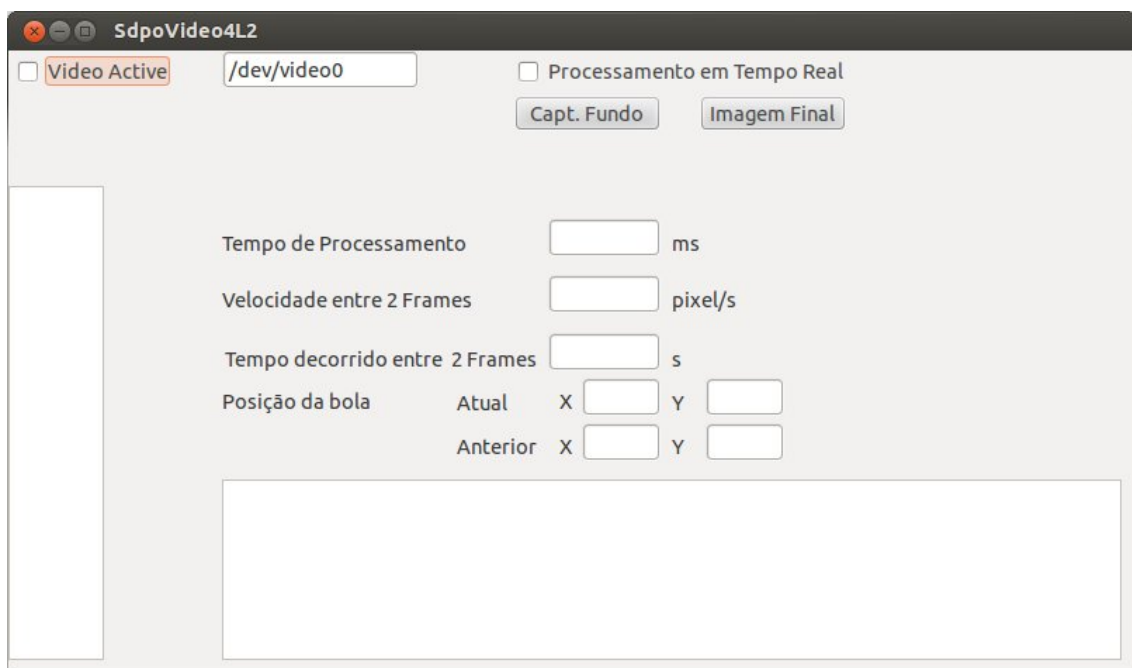 SdpoVideo4L2
Video Active /dev/video0 Processamento em Tempo Real
Capt. Fundo Imagem Final
Tempo de Processamento ms
Velocidade entre 2 Frames pixel/s
Tempo decorrido entre 2 Frames s
Posição da bola Atual X Y
Anterior X Y